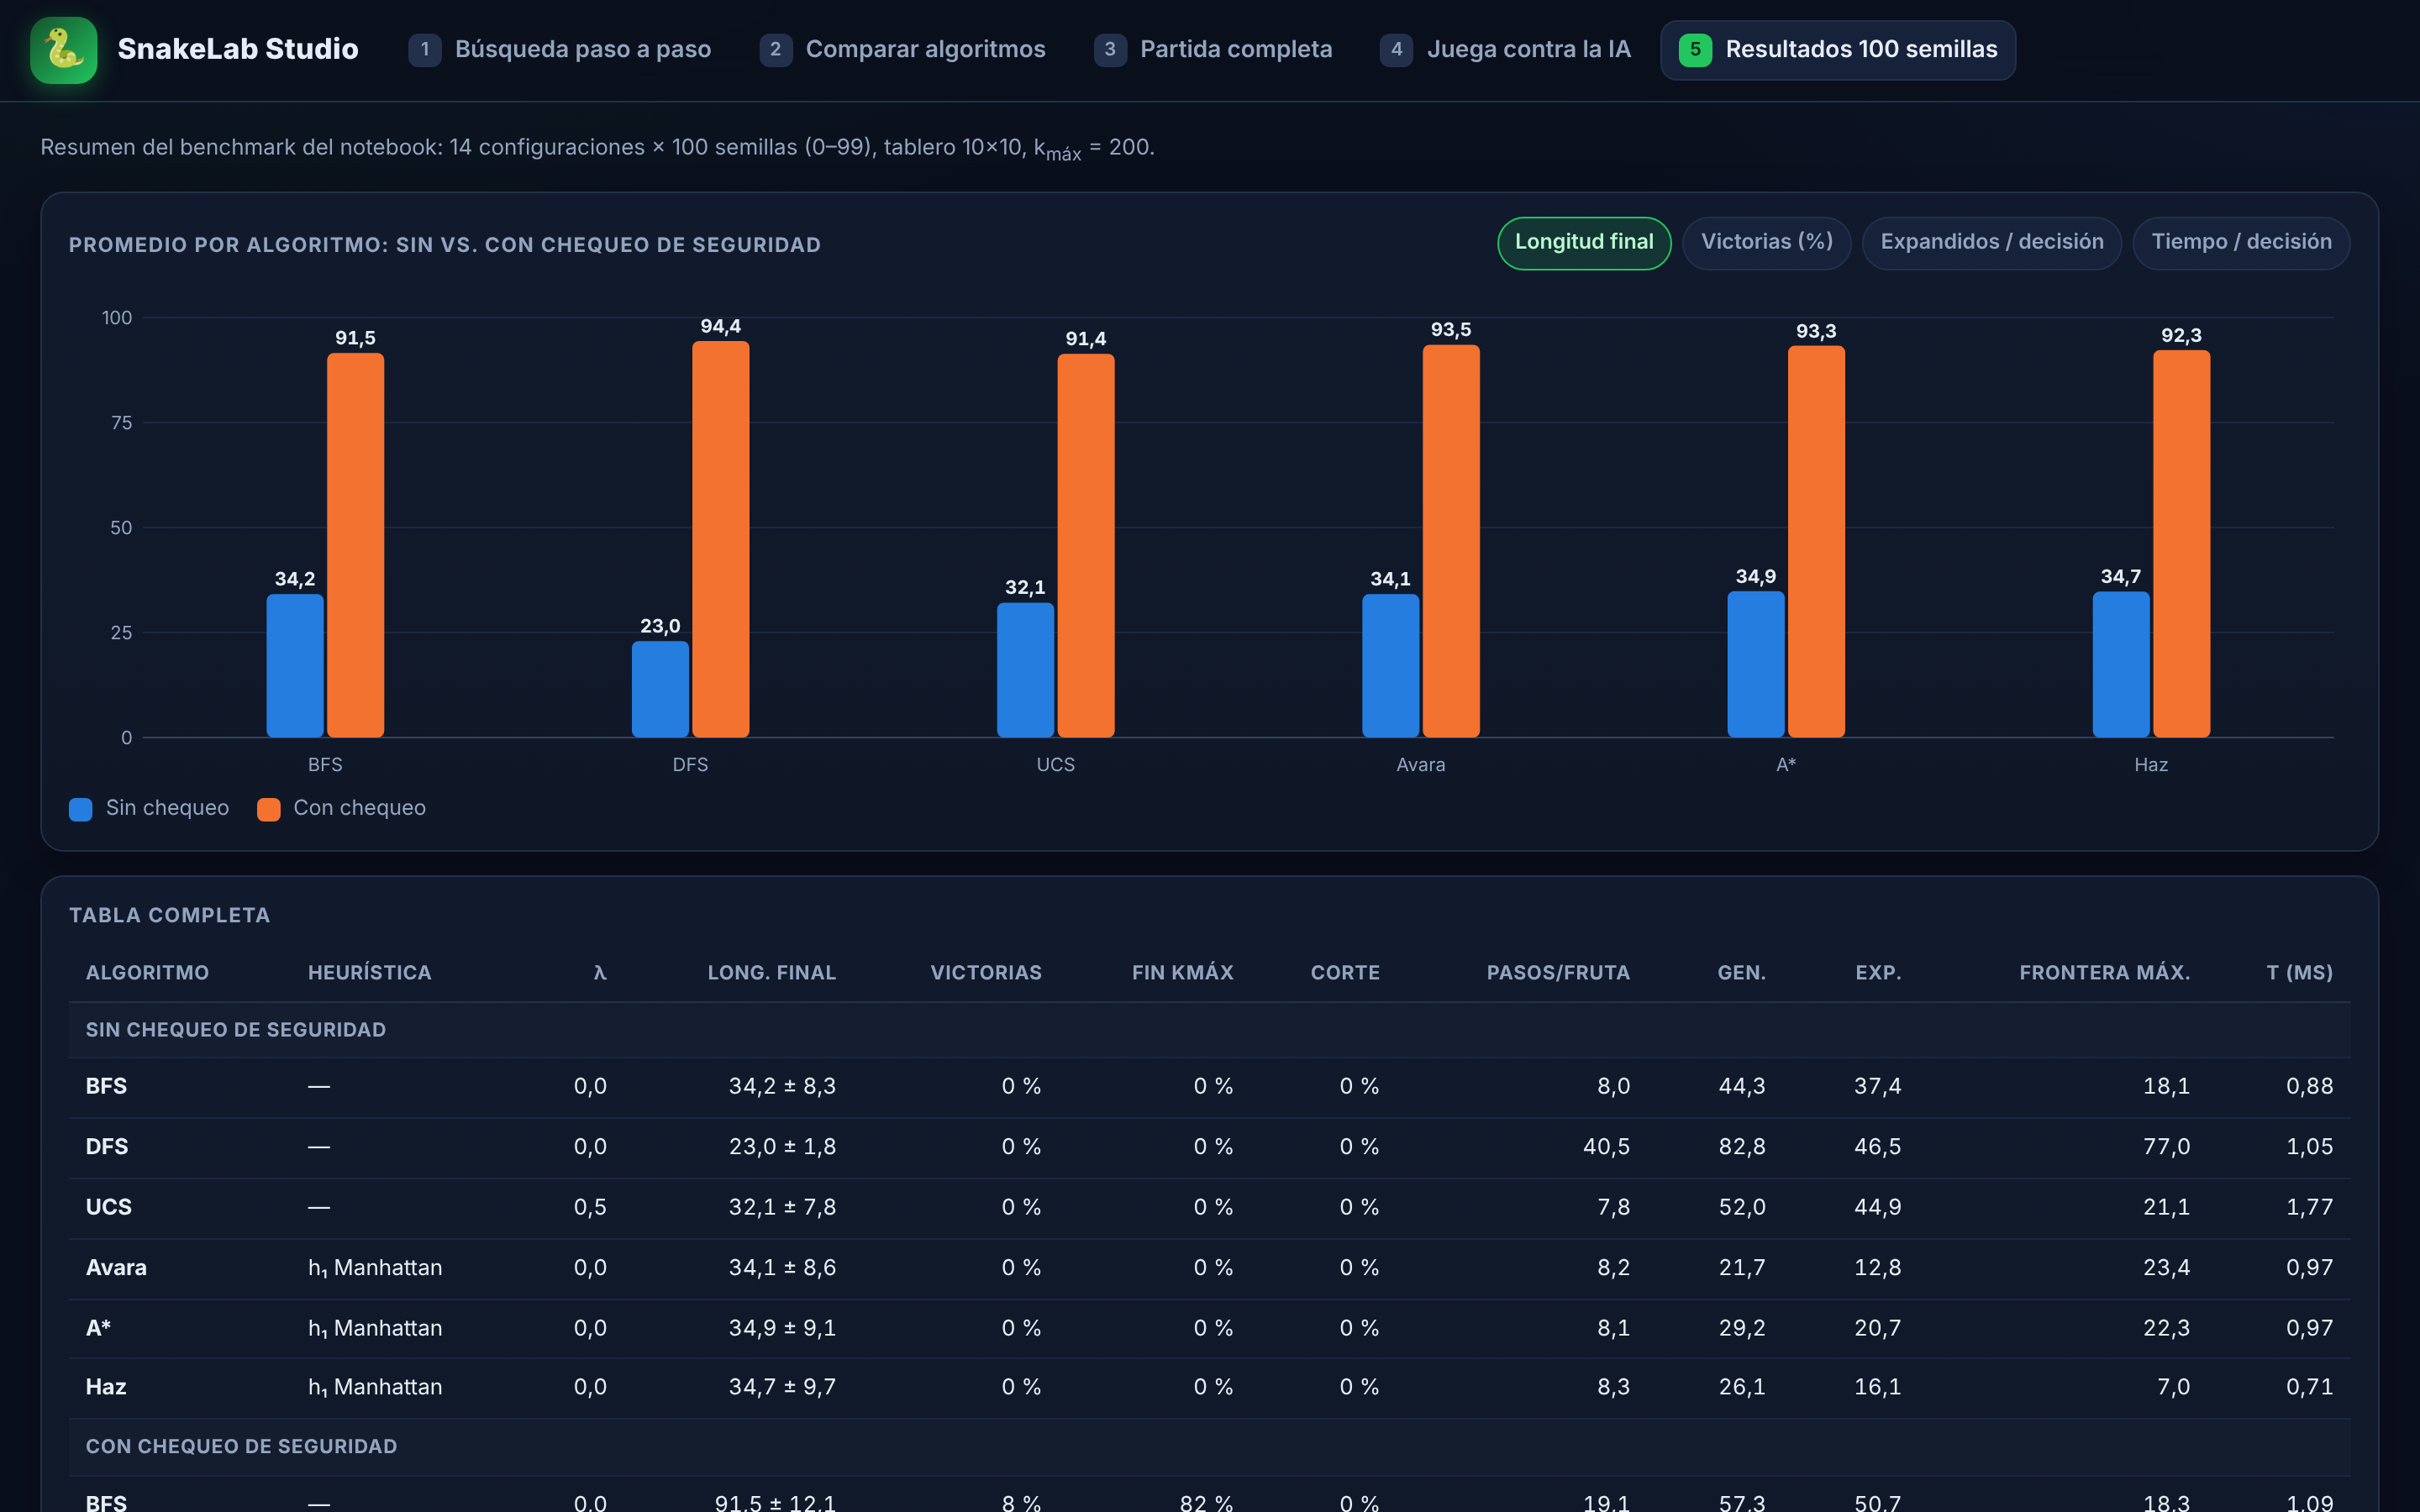 SnakeLab Studio
1 Búsqueda paso a paso
2 Comparar algoritmos
3 Partida completa
4 Juega contra la IA
5 Resultados 100 semillas
Resumen del benchmark del notebook: 14 configuraciones × 100 semillas (0–99), tablero 10×10, kmáx = 200.
PROMEDIO POR ALGORITMO: SIN VS. CON CHEQUEO DE SEGURIDAD
Longitud final
Victorias (%)
Expandidos / decisión
Tiempo / decisión
100
75
50
25
0
34,2 91,5
23,0 94,4
32,1 91,4
34,1 93,5
34,9 93,3
34,7 92,3
BFS DFS UCS Avara A* Haz
Sin chequeo Con chequeo
TABLA COMPLETA
ALGORITMO HEURÍSTICA λ LONG. FINAL VICTORIAS FIN KMÁX CORTE PASOS/FRUTA GEN. EXP. FRONTERA MÁX. T (MS)
SIN CHEQUEO DE SEGURIDAD
BFS — 0,0 34,2 ± 8,3 0 % 0 % 0 % 8,0 44,3 37,4 18,1 0,88
DFS — 0,0 23,0 ± 1,8 0 % 0 % 0 % 40,5 82,8 46,5 77,0 1,05
UCS — 0,5 32,1 ± 7,8 0 % 0 % 0 % 7,8 52,0 44,9 21,1 1,77
Avara h₁ Manhattan 0,0 34,1 ± 8,6 0 % 0 % 0 % 8,2 21,7 12,8 23,4 0,97
A* h₁ Manhattan 0,0 34,9 ± 9,1 0 % 0 % 0 % 8,1 29,2 20,7 22,3 0,97
Haz h₁ Manhattan 0,0 34,7 ± 9,7 0 % 0 % 0 % 8,3 26,1 16,1 7,0 0,71
CON CHEQUEO DE SEGURIDAD
BFS — 0,0 91,5 ± 12,1 8 % 82 % 0 % 19,1 57,3 50,7 18,3 1,09